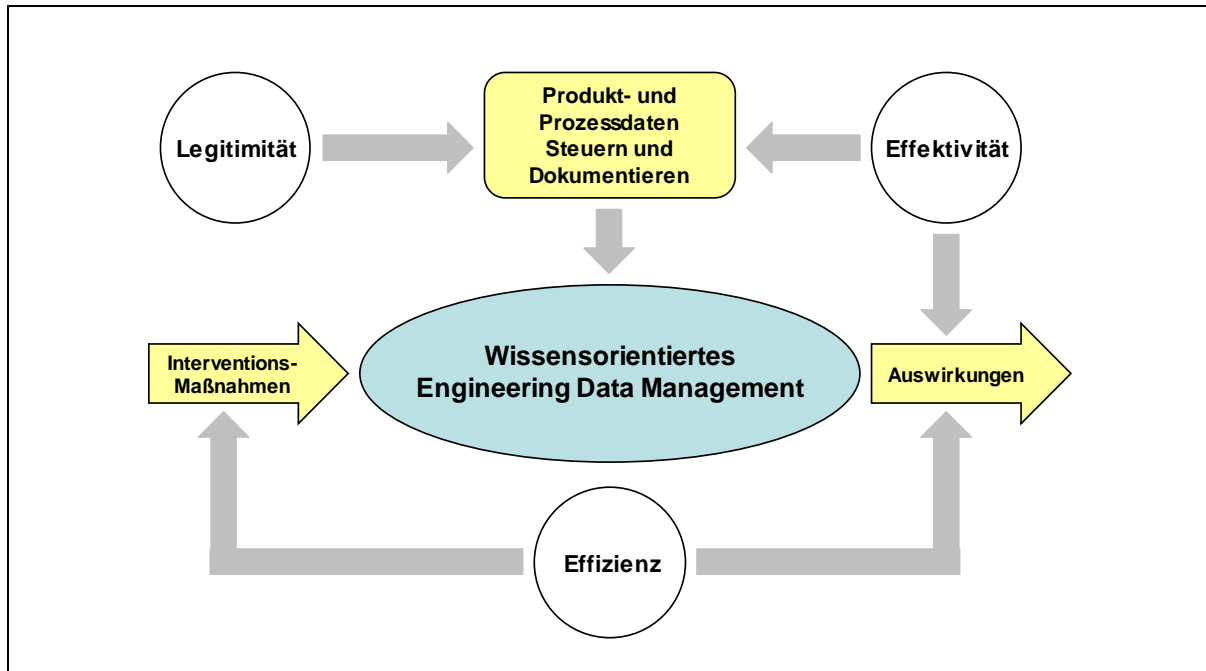 Produkt- und
Prozessdaten
Steuern und
Dokumentieren
Legitimität
Effektivität
Wissensorientiertes
Engineering Data Management
Interventions-
Maßnahmen
Auswirkungen
Effizienz